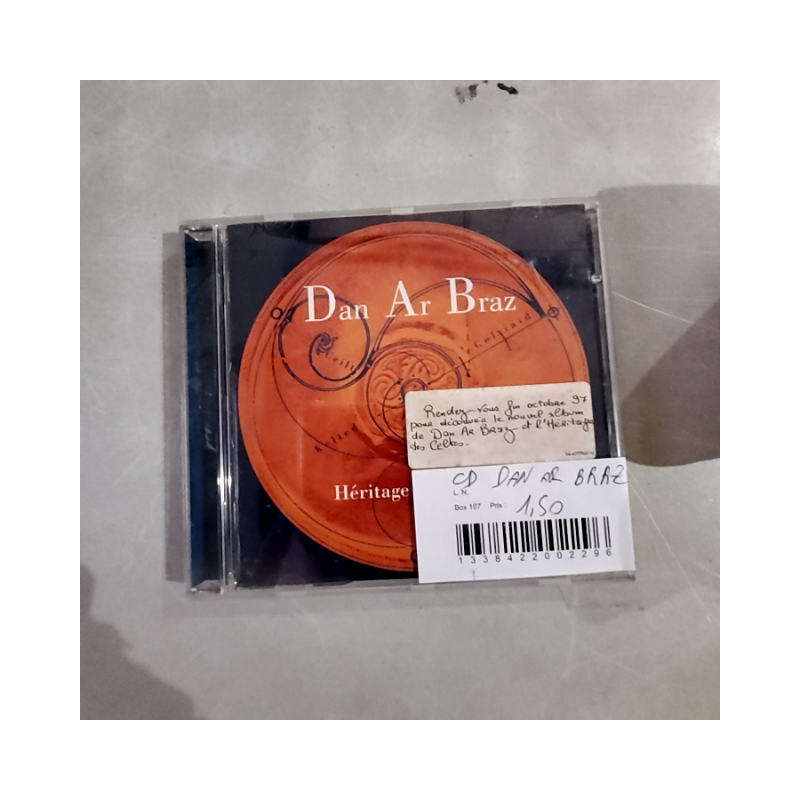 Dan Ar Braz
Héritage
Rendez-vous fin octobre 97
pour découvrir le nouvel album
de Dan Ar Braz et l'Héritage
des Celtes.
CD DAN AR BRAZ
L.N.
Box 107 Prix : 1,50
1338422002296